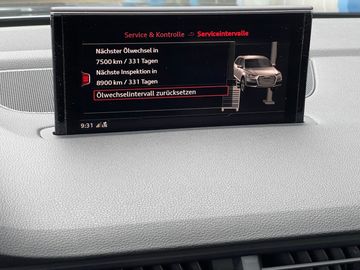 Service & Kontrolle Serviceintervalle
Nächster Ölwechsel in
7500 km / 331 Tagen
Nächste Inspektion in
8900 km / 331 Tagen
Ölwechselintervall zurücksetzen
9:31